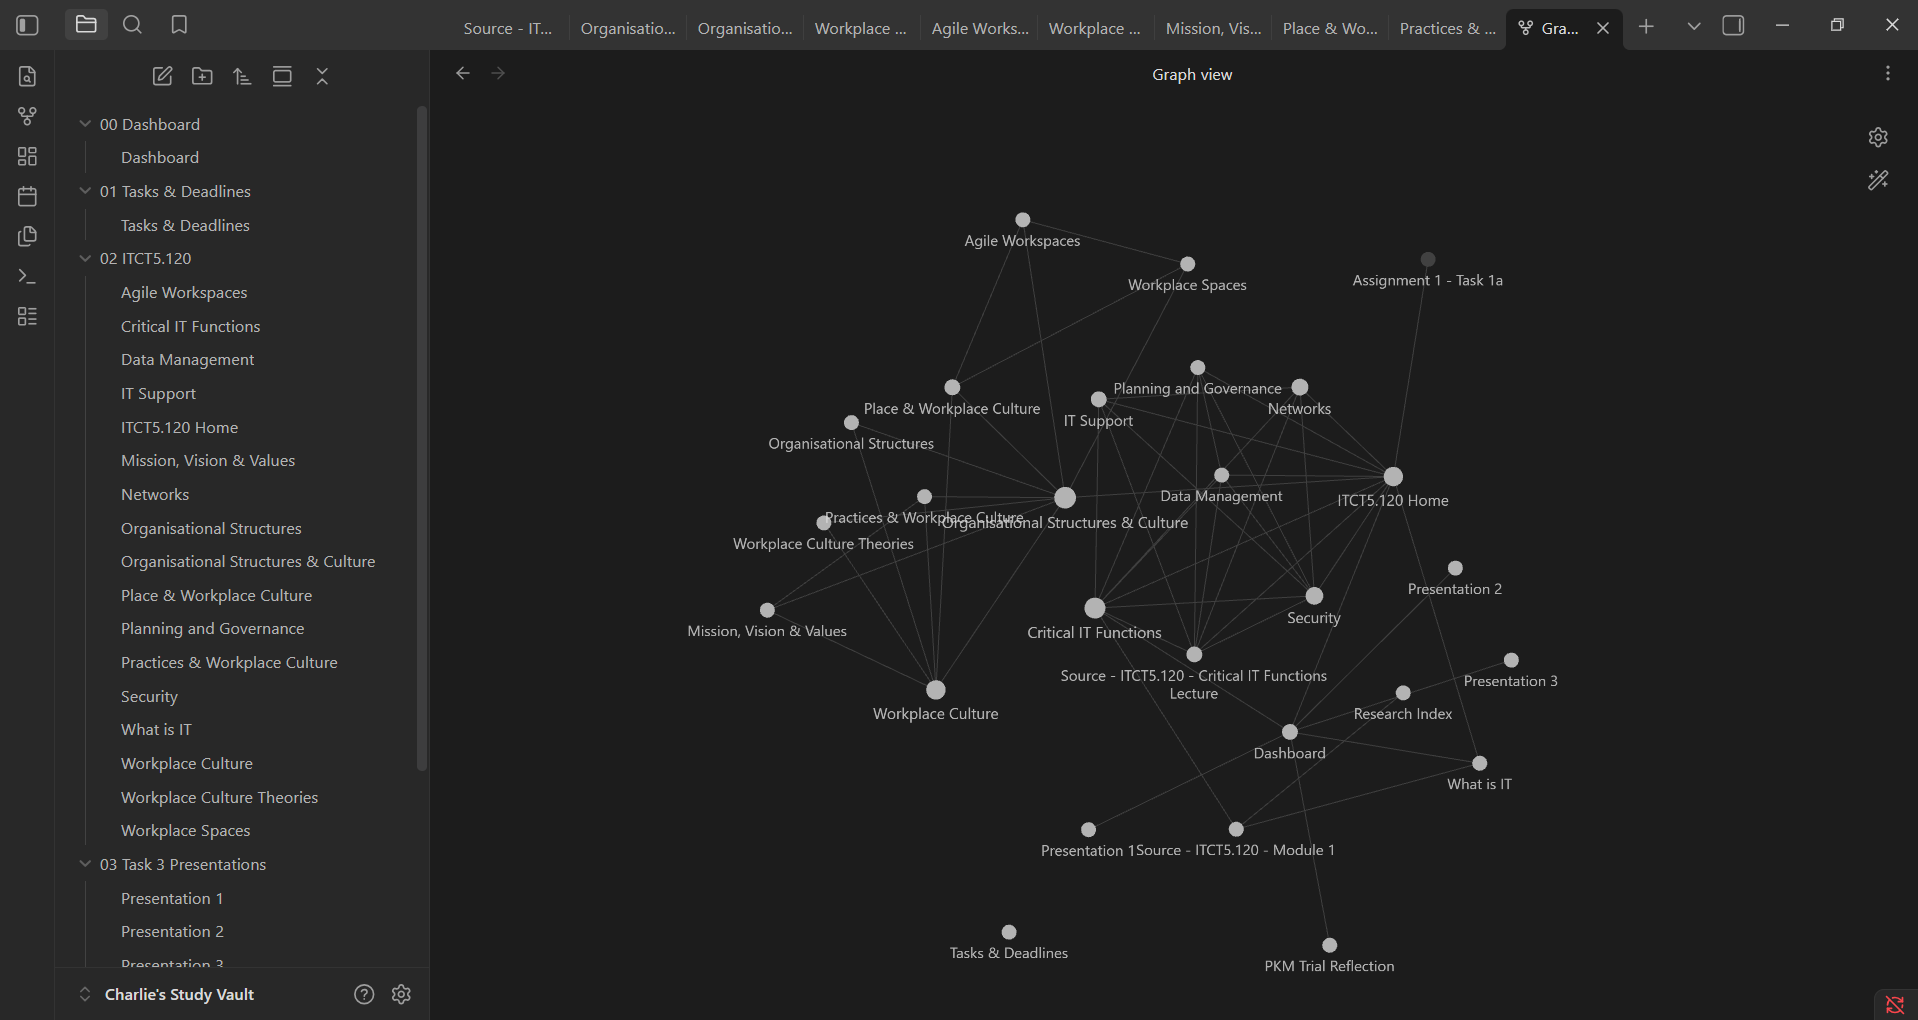 Source - IT...
Organisatio...
Organisatio...
Workplace ...
Agile Works...
Workplace ...
Mission, Vis...
Place & Wo...
Practices & ...
Gra...
Graph view
00 Dashboard
Dashboard
01 Tasks & Deadlines
Tasks & Deadlines
02 ITCT5.120
Agile Workspaces
Critical IT Functions
Data Management
IT Support
ITCT5.120 Home
Mission, Vision & Values
Networks
Organisational Structures
Organisational Structures & Culture
Place & Workplace Culture
Planning and Governance
Practices & Workplace Culture
Security
What is IT
Workplace Culture
Workplace Culture Theories
Workplace Spaces
03 Task 3 Presentations
Presentation 1
Presentation 2
Presentation 3
Charlie's Study Vault
Agile Workspaces
Workplace Spaces
Assignment 1 - Task 1a
Planning and Governance
Place & Workplace Culture
Networks
IT Support
Organisational Structures
Data Management
ITCT5.120 Home
Practices & Workplace Culture
Organisational Structures & Culture
Workplace Culture Theories
Presentation 2
Security
Mission, Vision & Values
Critical IT Functions
Source - ITCT5.120 - Critical IT Functions
Lecture
Presentation 3
Workplace Culture
Research Index
Dashboard
What is IT
Presentation 1
Source - ITCT5.120 - Module 1
Tasks & Deadlines
PKM Trial Reflection